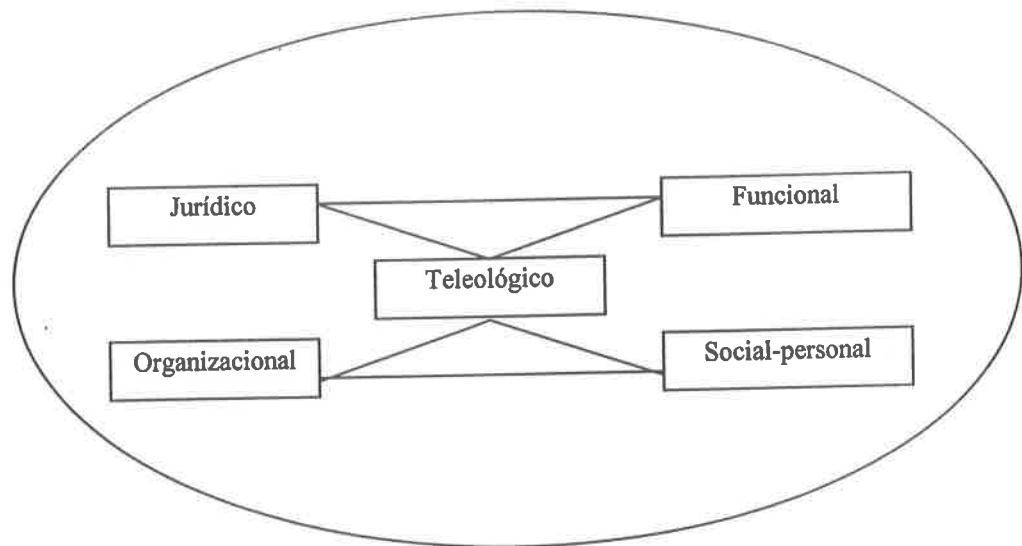 Jurídico
Funcional
Teleológico
Organizacional
Social-personal